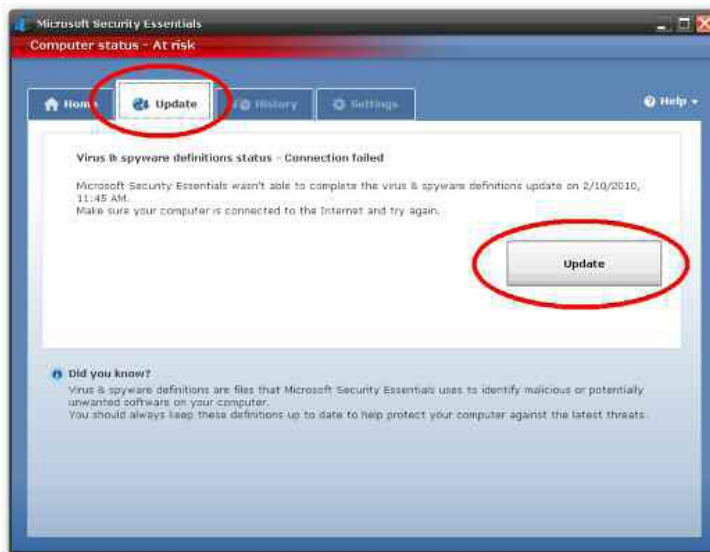 Microsoft Security Essentials
Computer status - At risk
Home
Update
History
Settings
Help
Virus & spyware definitions status - Connection failed
Microsoft Security Essentials wasn't able to complete the virus & spyware definitions update on 2/10/2010,
11:45 AM.
Make sure your computer is connected to the Internet and try again.
Update
Did you know?
Virus & spyware definitions are files that Microsoft Security Essentials uses to identify malicious or potentially
unwanted software on your computer.
You should always keep these definitions up to date to help protect your computer against the latest threats.